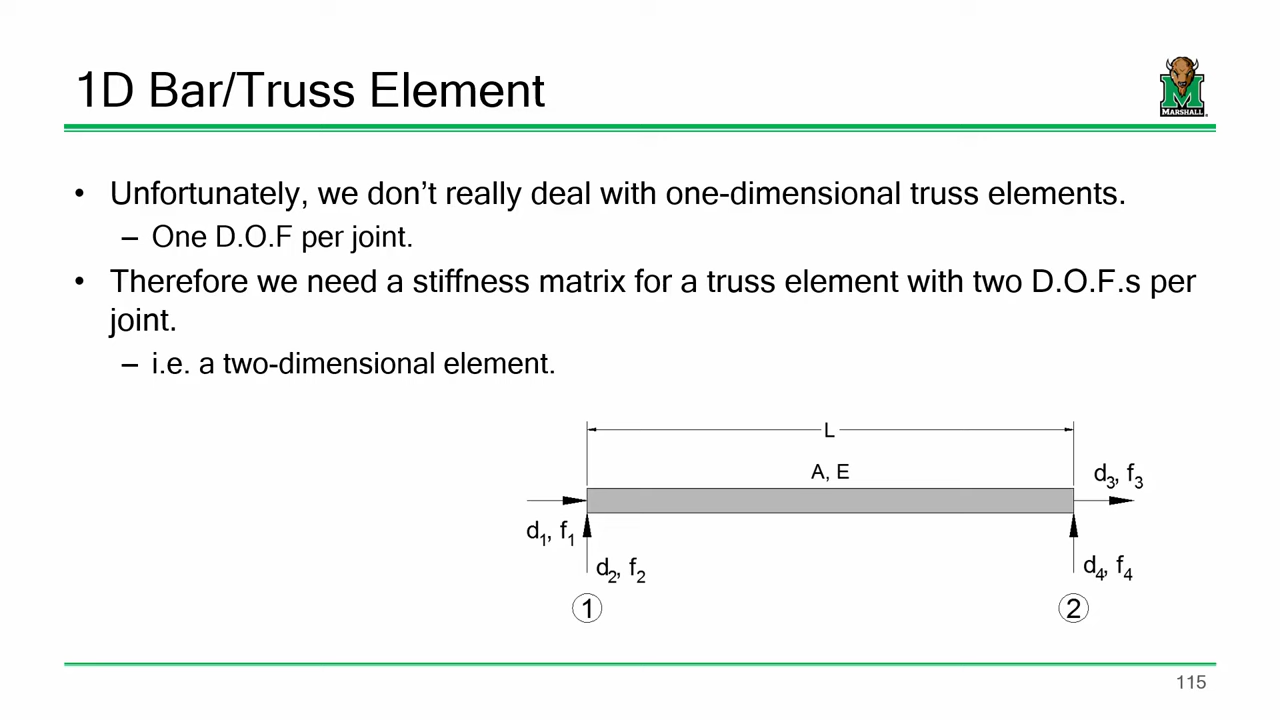 1D Bar/Truss Element
MARSHALL
• Unfortunately, we don’t really deal with one-dimensional truss elements.
– One D.O.F per joint.
• Therefore we need a stiffness matrix for a truss element with two D.O.F.s per
joint.
– i.e. a two-dimensional element.
L
A, E
d3, f3
d1, f1
d2, f2
d4, f4
1
2
115